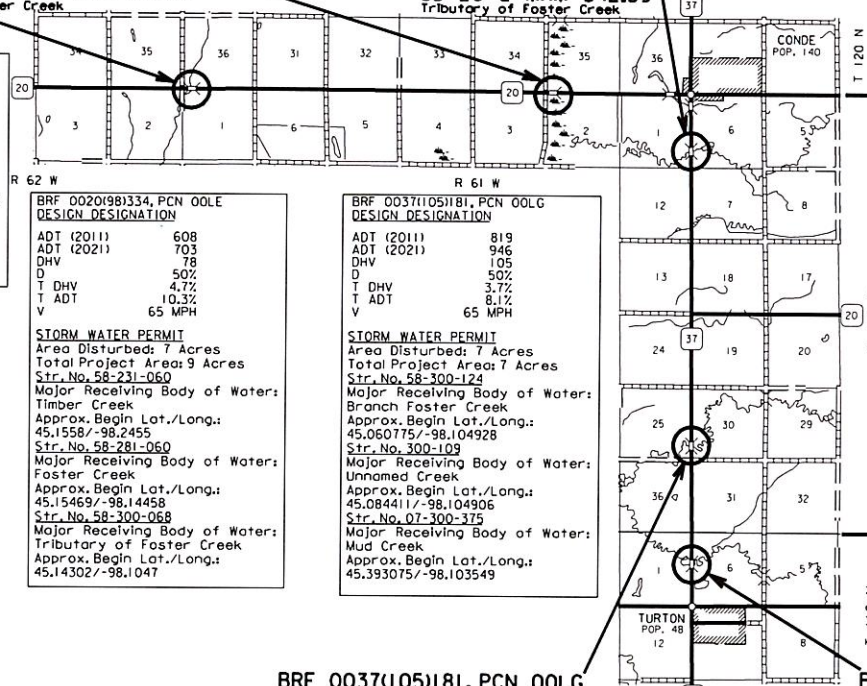 er Creek
Tributary of Foster Creek
37
34
35
36
31
32
33
34
35
36
CONDE
POP. 140
T 120 N
20
20
3
2
1
6
5
4
3
2
1
6
5
R 62 W
R 61 W
BRF 0020(98)334, PCN 00LE
DESIGN DESIGNATION
ADT (2011) 608
ADT (2021) 703
DHV 78
D 50%
T DHV 4.7%
T ADT 10.3%
V 65 MPH
STORM WATER PERMIT
Area Disturbed: 7 Acres
Total Project Area: 9 Acres
Str. No. 58-231-060
Major Receiving Body of Water:
Timber Creek
Approx. Begin Lat./Long.:
45.1558/-98.2455
Str. No. 58-281-060
Major Receiving Body of Water:
Foster Creek
Approx. Begin Lat./Long.:
45.15469/-98.14458
Str. No. 58-300-068
Major Receiving Body of Water:
Tributary of Foster Creek
Approx. Begin Lat./Long.:
45.14302/-98.1047
BRF 0037(105)181, PCN 00LG
DESIGN DESIGNATION
ADT (2011) 819
ADT (2021) 946
DHV 105
D 50%
T DHV 3.7%
T ADT 8.1%
V 65 MPH
STORM WATER PERMIT
Area Disturbed: 7 Acres
Total Project Area: 7 Acres
Str. No. 58-300-124
Major Receiving Body of Water:
Branch Foster Creek
Approx. Begin Lat./Long.:
45.060775/-98.104928
Str. No. 300-109
Major Receiving Body of Water:
Unnamed Creek
Approx. Begin Lat./Long.:
45.084411/-98.104906
Str. No. 07-300-375
Major Receiving Body of Water:
Mud Creek
Approx. Begin Lat./Long.:
45.393075/-98.103549
12
7
8
13
18
17
20
37
24
19
20
25
30
29
36
31
32
1
6
5
TURTON
POP. 48
12
8
BRF 0037(105)181, PCN 00LG